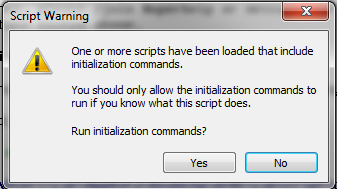 Script Warning
One or more scripts have been loaded that include
initialization commands.
You should only allow the initialization commands to
run if you know what this script does.
Run initialization commands?
Yes
No